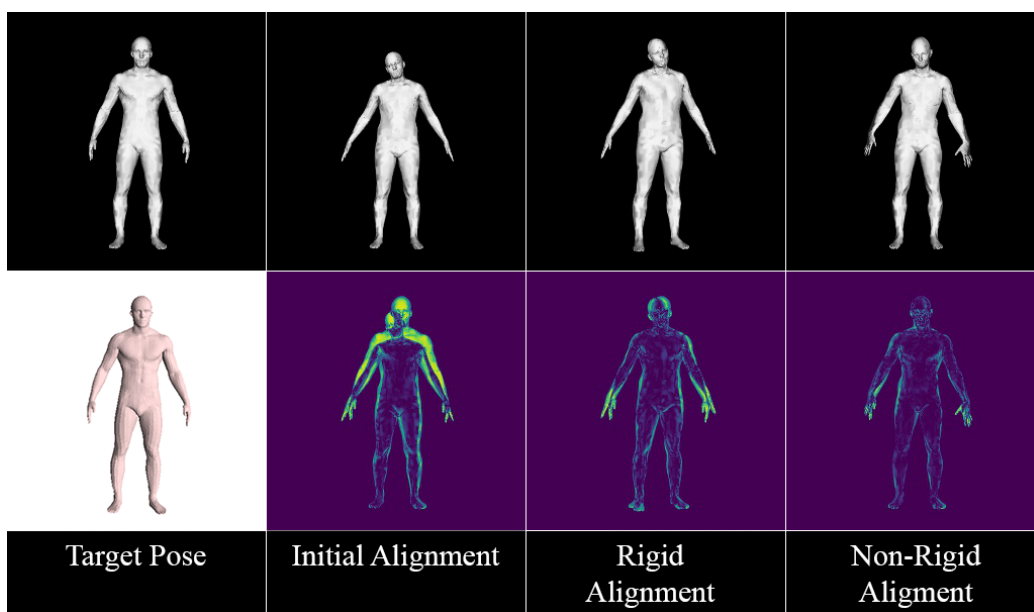 Target Pose
Initial Alignment
Rigid
Alignment
Non-Rigid
Aligment